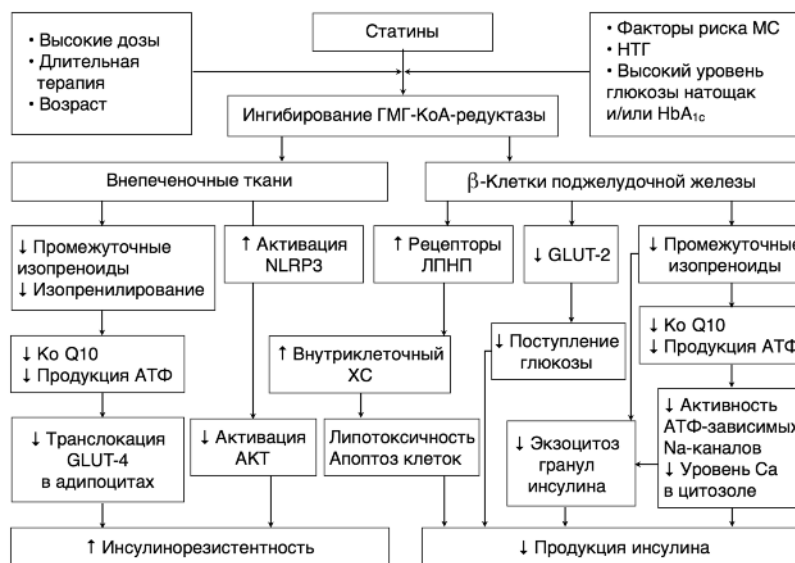 • Высокие дозы
• Длительная
терапия
• Возраст
Статины
• Факторы риска МС
• НТГ
• Высокий уровень
глюкозы натощак
и/или HbA1c
Ингибирование ГМГ-КоА-редуктазы
Внепеченочные ткани
β-Клетки поджелудочной железы
↓ Промежуточные
изопреноиды
↓ Изопренилирование
↑ Активация
NLRP3
↑ Рецепторы
ЛПНП
↓ GLUT-2
↓ Промежуточные
изопреноиды
↓ Ко Q10
↓ Продукция АТФ
↑ Внутриклеточный
ХС
↓ Поступление
глюкозы
↓ Ко Q10
↓ Продукция АТФ
↓ Транслокация
GLUT-4
в адипоцитах
↓ Активация
АКТ
Липотоксичность
Апоптоз клеток
↓ Экзоцитоз
гранул
инсулина
↓ Активность
АТФ-зависимых
Na-каналов
↓ Уровень Ca
в цитозоле
↑ Инсулинорезистентность
↓ Продукция инсулина